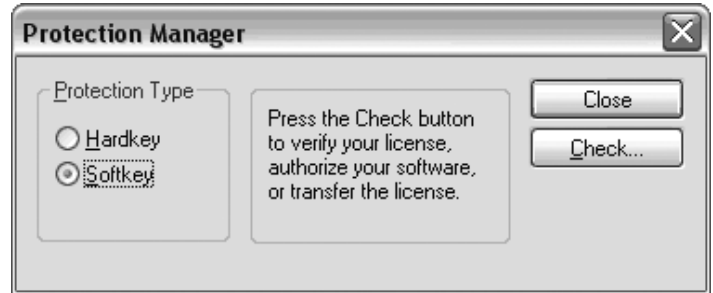 Protection Manager
Protection Type
Hardkey
Softkey
Press the Check button
to verify your license,
authorize your software,
or transfer the license.
Close
Check...